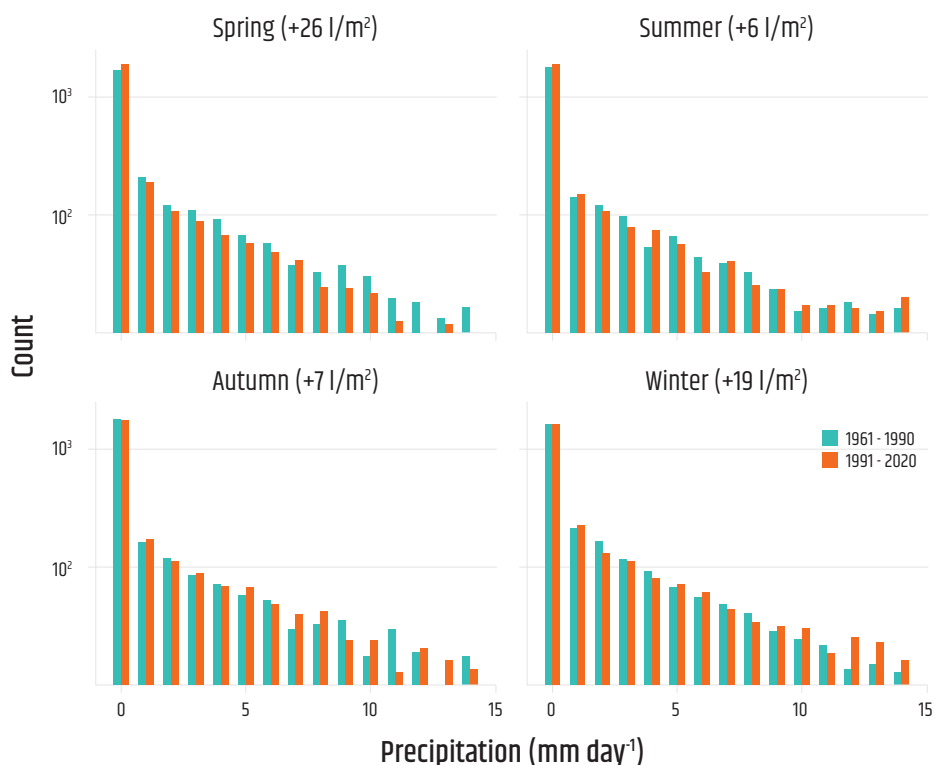 Spring (+26 l/m²)
Summer (+6 l/m²)
10³
10²
Count
Autumn (+7 l/m²)
Winter (+19 l/m²)
10³
10²
1961 - 1990
1991 - 2020
0 5 10 15
0 5 10 15
Precipitation (mm day⁻¹)